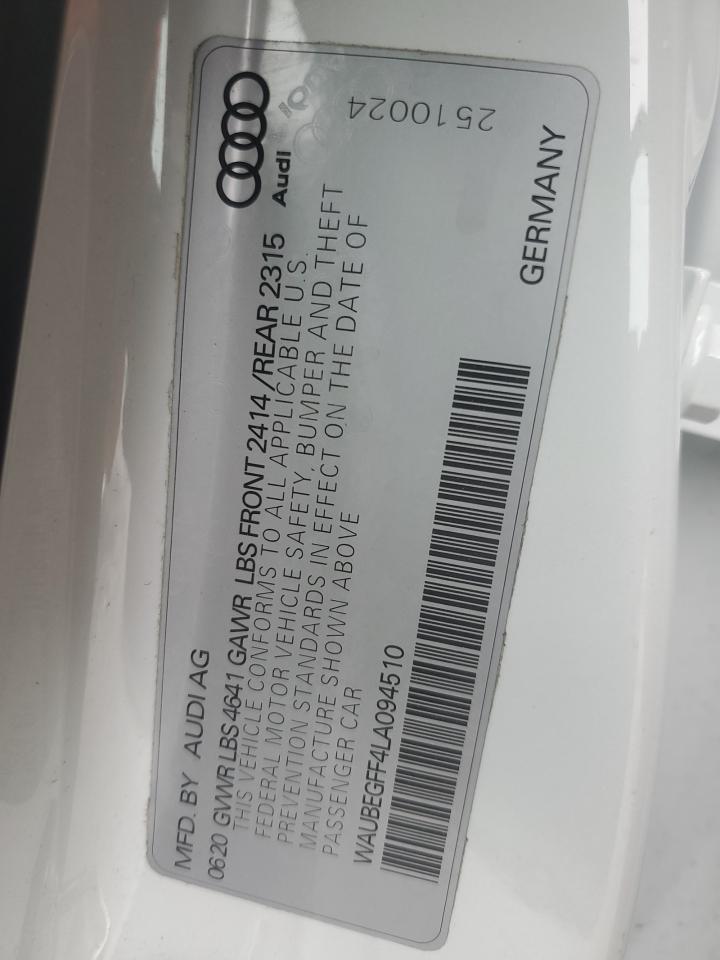 MFD. BY AUDI AG
0620 GVWR LBS 4641 GAWR LBS FRONT 2414 /REAR 2315
THIS VEHICLE CONFORMS TO ALL APPLICABLE U.S.
FEDERAL MOTOR VEHICLE SAFETY, BUMPER AND THEFT
PREVENTION STANDARDS IN EFFECT ON THE DATE OF
MANUFACTURE SHOWN ABOVE
PASSENGER CAR
WAUBEGFF4LA094510
Audi
2510024
GERMANY